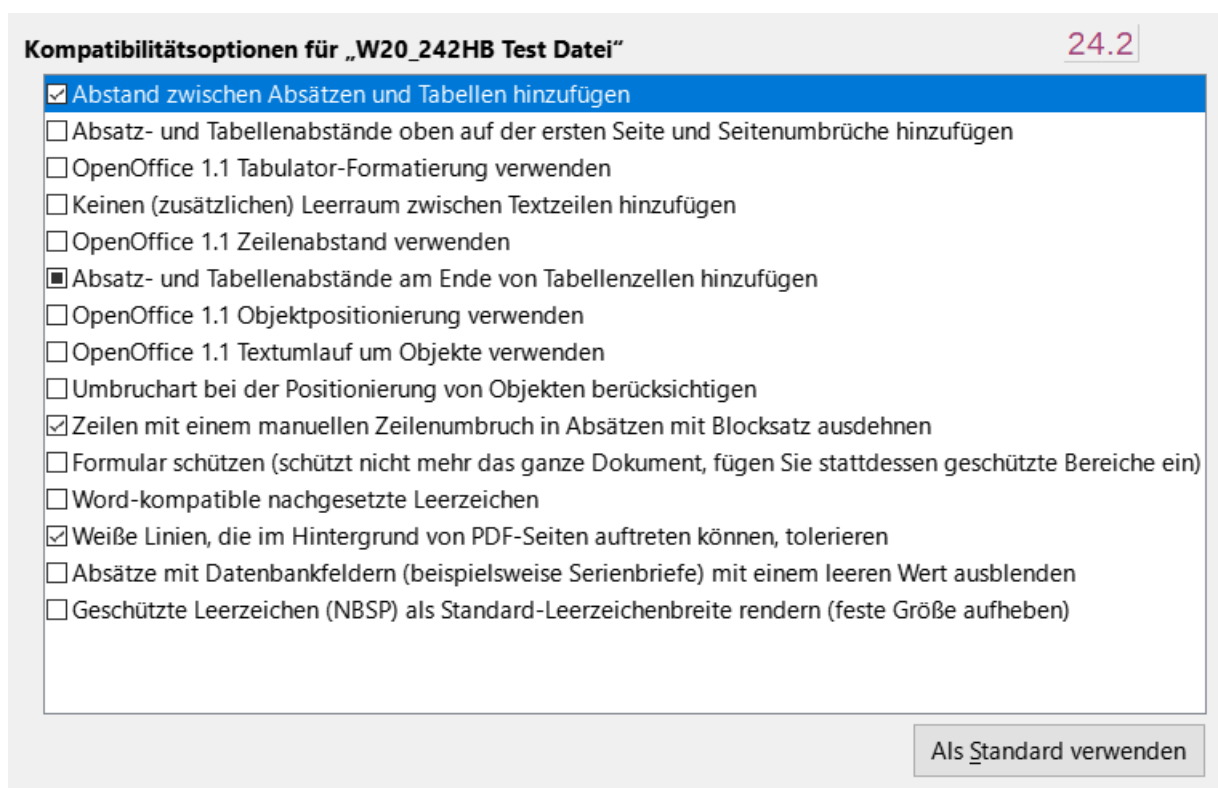 Kompatibilitätsoptionen für „W20_242HB Test Datei“
24.2
Abstand zwischen Absätzen und Tabellen hinzufügen
Absatz- und Tabellenabstände oben auf der ersten Seite und Seitenumbrüche hinzufügen
OpenOffice 1.1 Tabulator-Formatierung verwenden
Keinen (zusätzlichen) Leerraum zwischen Textzeilen hinzufügen
OpenOffice 1.1 Zeilenabstand verwenden
Absatz- und Tabellenabstände am Ende von Tabellenzellen hinzufügen
OpenOffice 1.1 Objektpositionierung verwenden
OpenOffice 1.1 Textumlauf um Objekte verwenden
Umbruchart bei der Positionierung von Objekten berücksichtigen
Zeilen mit einem manuellen Zeilenumbruch in Absätzen mit Blocksatz ausdehnen
Formular schützen (schützt nicht mehr das ganze Dokument, fügen Sie stattdessen geschützte Bereiche ein)
Word-kompatible nachgesetzte Leerzeichen
Weiße Linien, die im Hintergrund von PDF-Seiten auftreten können, tolerieren
Absätze mit Datenbankfeldern (beispielsweise Serienbriefe) mit einem leeren Wert ausblenden
Geschützte Leerzeichen (NBSP) als Standard-Leerzeichenbreite rendern (feste Größe aufheben)
Als Standard verwenden